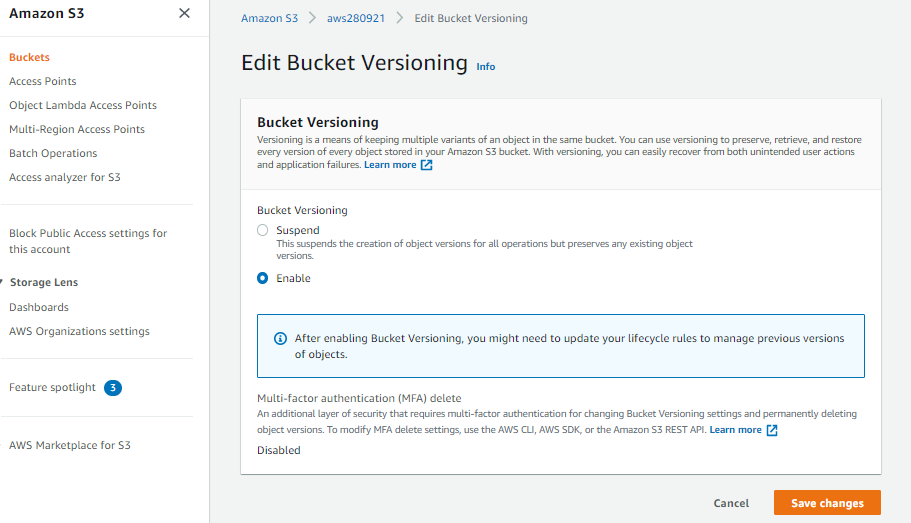 Amazon S3
Buckets
Access Points
Object Lambda Access Points
Multi-Region Access Points
Batch Operations
Access analyzer for S3
Block Public Access settings for
this account
Storage Lens
Dashboards
AWS Organizations settings
Feature spotlight 3
AWS Marketplace for S3
Amazon S3 > aws280921 > Edit Bucket Versioning
Edit Bucket Versioning Info
Bucket Versioning
Versioning is a means of keeping multiple variants of an object in the same bucket. You can use versioning to preserve, retrieve, and restore
every version of every object stored in your Amazon S3 bucket. With versioning, you can easily recover from both unintended user actions
and application failures. Learn more
Bucket Versioning
Suspend
This suspends the creation of object versions for all operations but preserves any existing object
versions.
Enable
After enabling Bucket Versioning, you might need to update your lifecycle rules to manage previous versions
of objects.
Multi-factor authentication (MFA) delete
An additional layer of security that requires multi-factor authentication for changing Bucket Versioning settings and permanently deleting
object versions. To modify MFA delete settings, use the AWS CLI, AWS SDK, or the Amazon S3 REST API. Learn more
Disabled
Cancel
Save changes